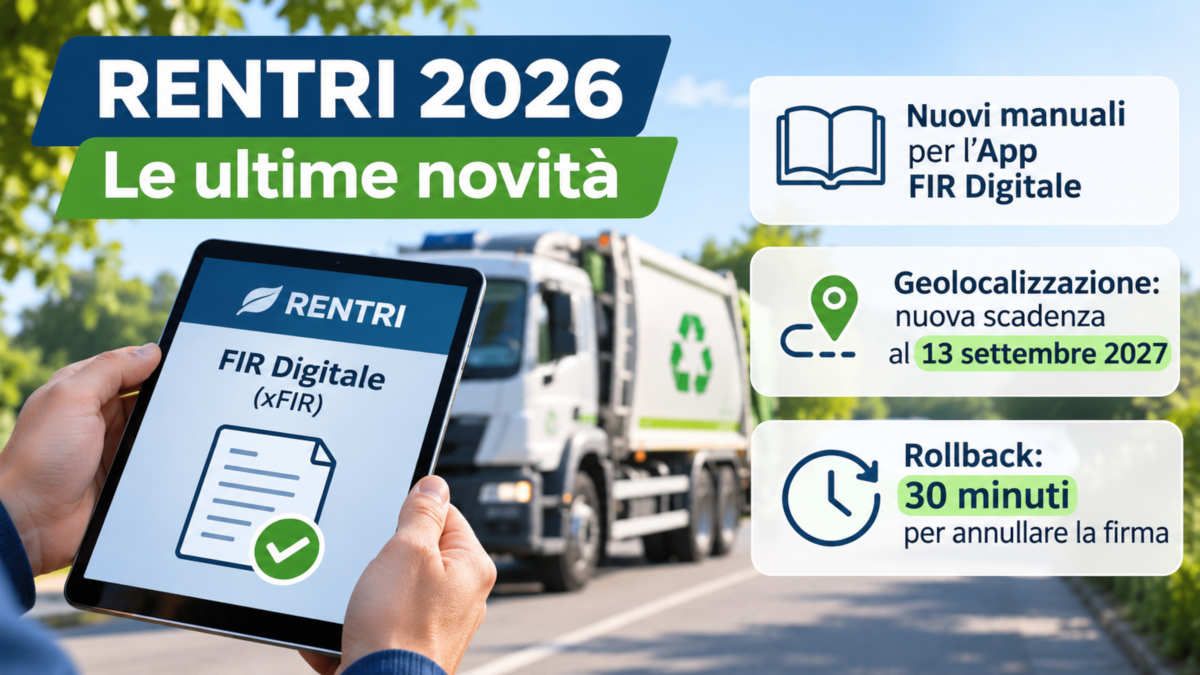 RENTRI 2026
Le ultime novità
RENTRI
FIR Digitale
(xFIR)
Nuovi manuali
per l'App
FIR Digitale
Geolocalizzazione:
nuova scadenza
al 13 settembre 2027
Rollback:
30 minuti
per annullare la firma